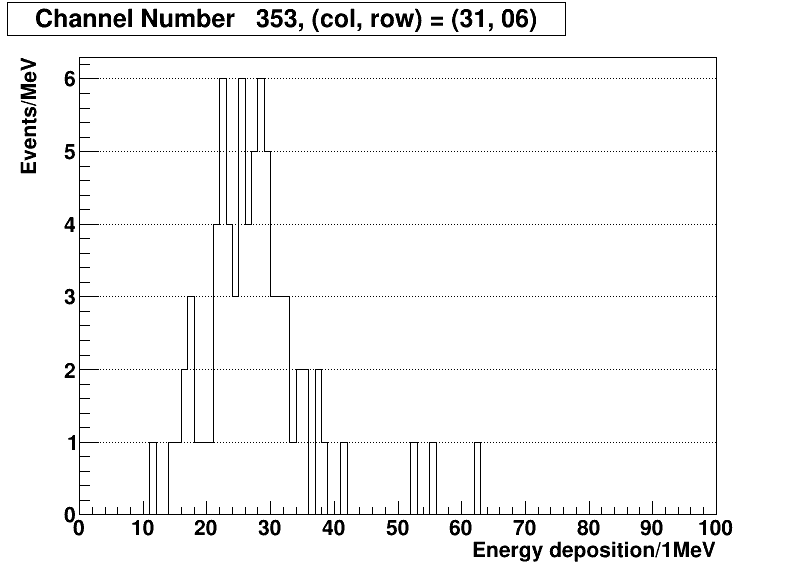 Channel Number   353, (col, row) = (31, 06)
Events/MeV
6
5
4
3
2
1
0
0 10 20 30 40 50 60 70 80 90 100
Energy deposition/1MeV